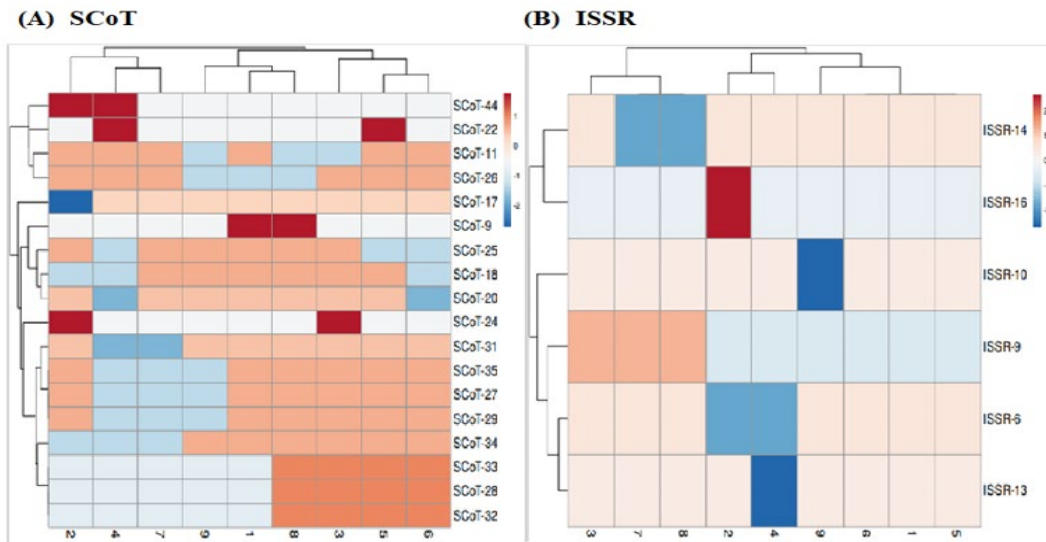 (A) SCoT
(B) ISSR
SCoT-44
SCoT-22
SCoT-11
SCoT-26
SCoT-17
SCoT-9
SCoT-25
SCoT-18
SCoT-20
SCoT-24
SCoT-31
SCoT-35
SCoT-27
SCoT-29
SCoT-34
SCoT-33
SCoT-28
SCoT-32
2 4 7 9 1 8 3 5 6
1
ISSR-14
ISSR-16
ISSR-10
ISSR-9
ISSR-6
ISSR-13
3 7 8 2 4 9 6 1 5